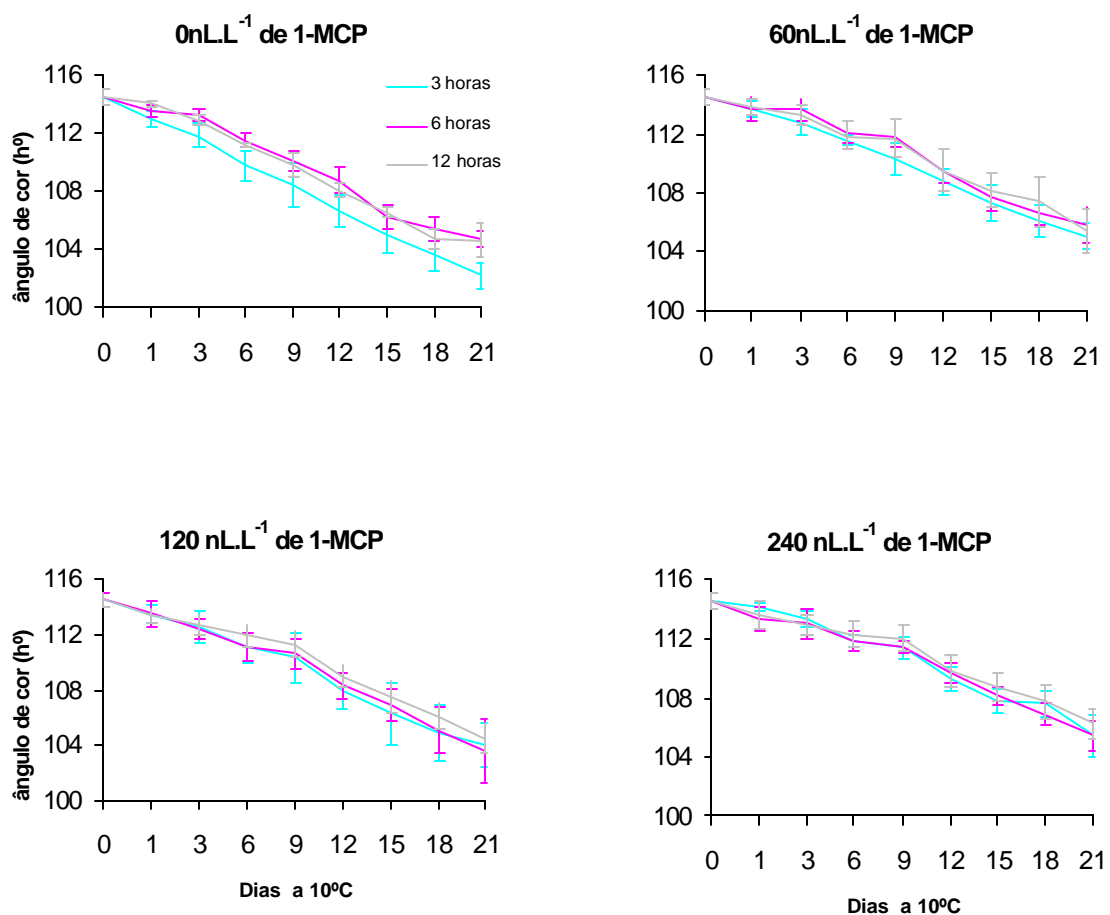 0nL.L⁻¹ de 1-MCP
ângulo de cor (hº)
116
112
108
104
100
0 1 3 6 9 12 15 18 21
3 horas
6 horas
12 horas
60nL.L⁻¹ de 1-MCP
116
112
108
104
100
0 1 3 6 9 12 15 18 21
120 nL.L⁻¹ de 1-MCP
ângulo de cor (hº)
116
112
108
104
100
0 1 3 6 9 12 15 18 21
Dias a 10ºC
240 nL.L⁻¹ de 1-MCP
116
112
108
104
100
0 1 3 6 9 12 15 18 21
Dias a 10ºC